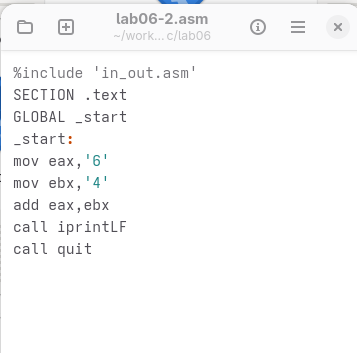 lab06-2.asm
~/work... c/lab06
%include 'in_out.asm'
SECTION .text
GLOBAL _start
_start:
mov eax,'6'
mov ebx,'4'
add eax,ebx
call iprintLF
call quit